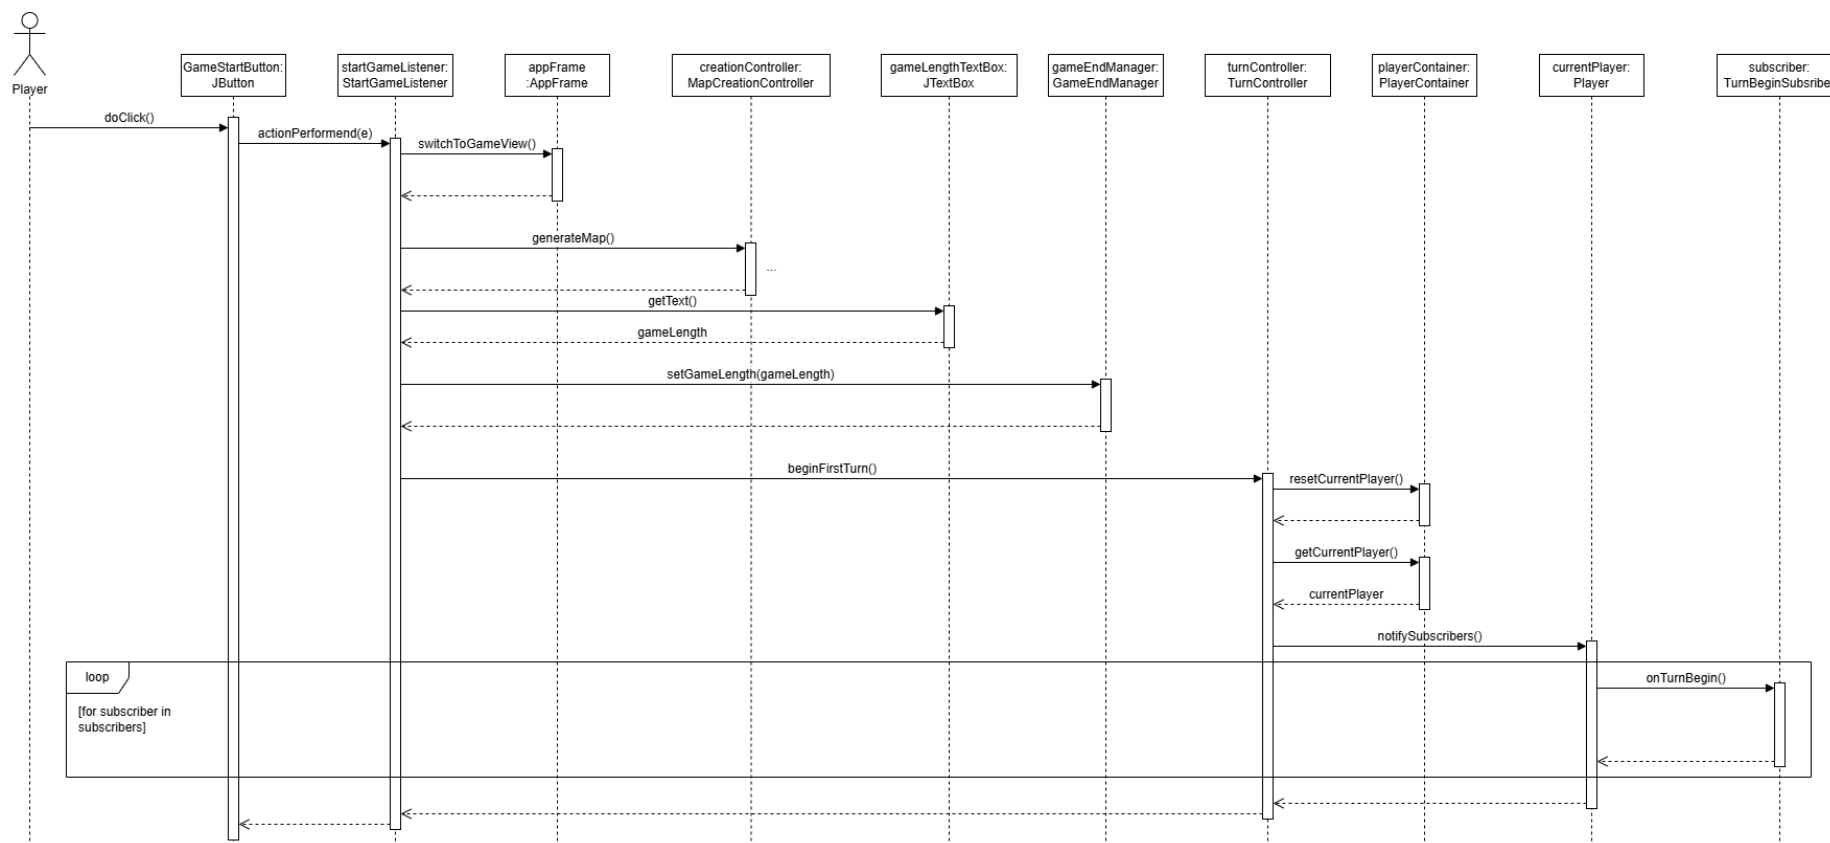 Player
GameStartButton:
JButton
startGameListener:
StartGameListener
appFrame
:AppFrame
creationController:
MapCreationController
gameLengthTextBox:
JTextBox
gameEndManager:
GameEndManager
turnController:
TurnController
playerContainer:
PlayerContainer
currentPlayer:
Player
subscriber:
TurnBeginSubsribe
doClick()
actionPerformend(e)
switchToGameView()
generateMap()
...
getText()
gameLength
setGameLength(gameLength)
beginFirstTurn()
resetCurrentPlayer()
getCurrentPlayer()
currentPlayer
notifySubscribers()
loop
[for subscriber in
subscribers]
onTurnBegin()